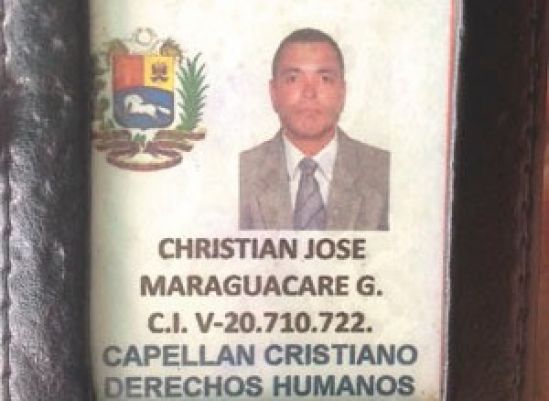 CHRISTIAN JOSE
MARAGUACARE G.
C.I. V-20.710.722.
CAPELLAN CRISTIANO
DERECHOS HUMANOS